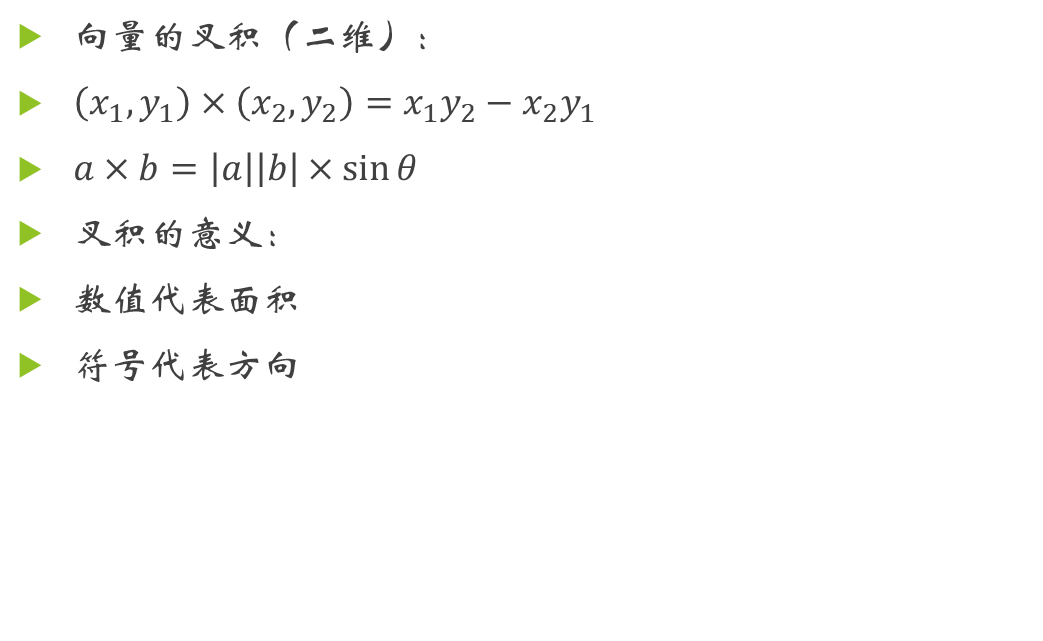 向量的叉积（二维）：
(x₁, y₁) × (x₂, y₂) = x₁y₂ − x₂y₁
a × b = |a||b| × sin θ
叉积的意义：
数值代表面积
符号代表方向